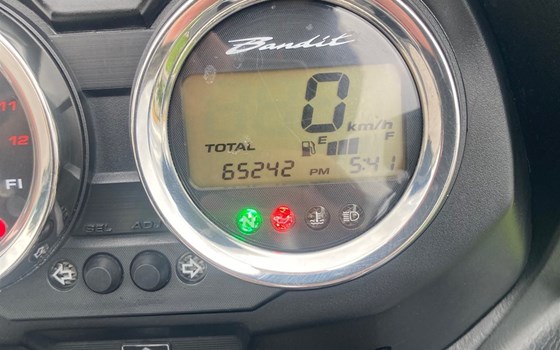 Bandit
11
12
FI
0
km/h
E F
TOTAL
65242 PM 5:41
N
SEL ADJ